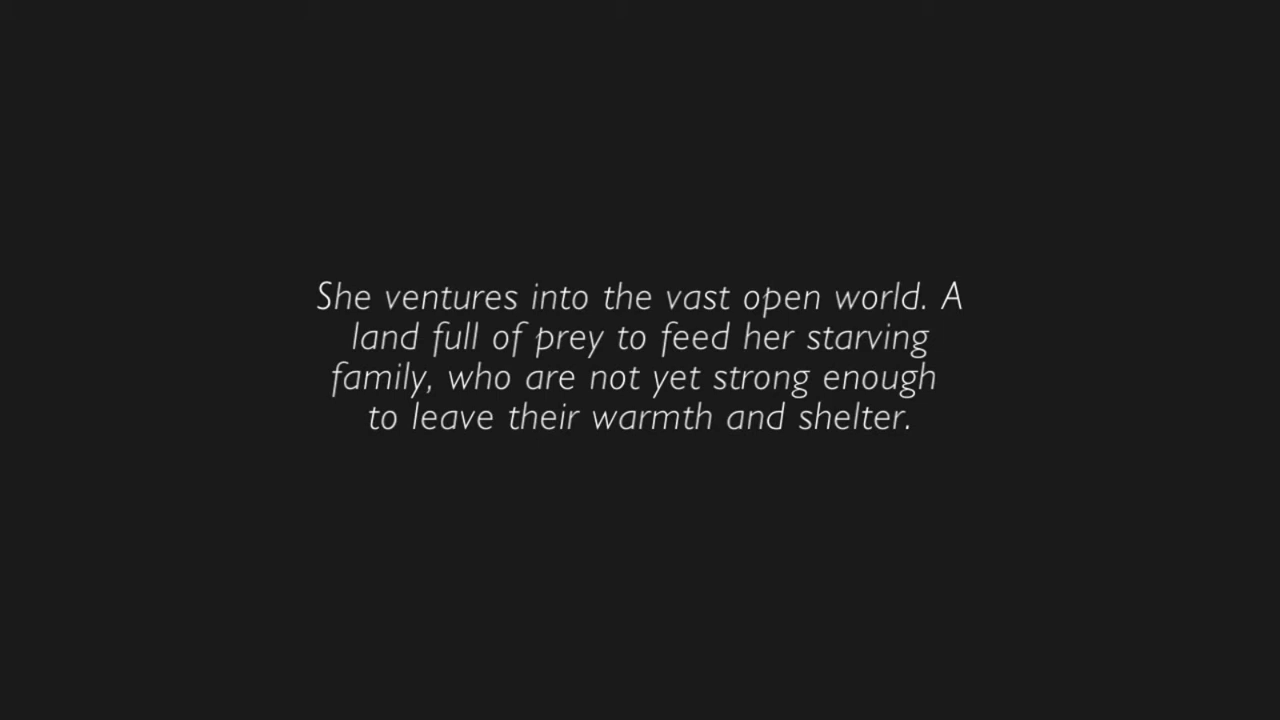 She ventures into the vast open world. A
land full of prey to feed her starving
family, who are not yet strong enough
to leave their warmth and shelter.